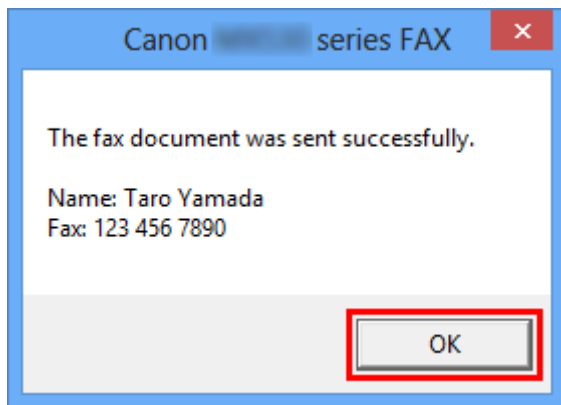 Canon series FAX
The fax document was sent successfully.
Name: Taro Yamada
Fax: 123 456 7890
OK